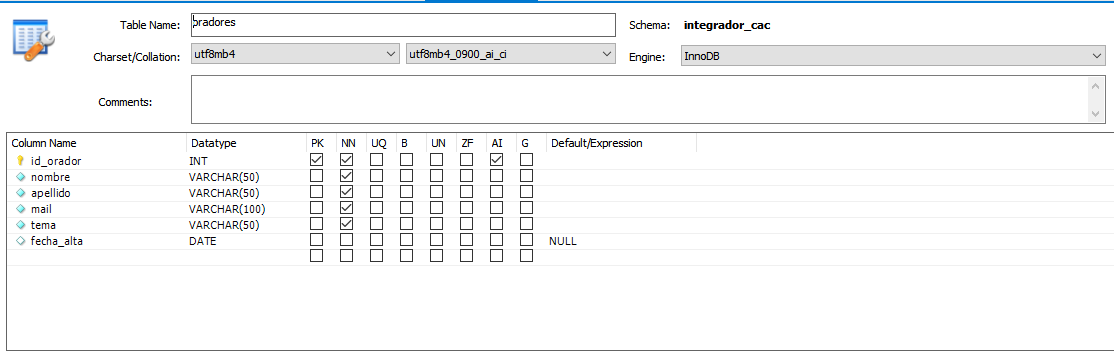 Table Name: oradores Schema: integrador_cac
Charset/Collation: utf8mb4 utf8mb4_0900_ai_ci Engine: InnoDB
Comments:
Column Name Datatype PK NN UQ B UN ZF AI G Default/Expression
id_orador INT
nombre VARCHAR(50)
apellido VARCHAR(50)
mail VARCHAR(100)
tema VARCHAR(50)
fecha_alta DATE NULL